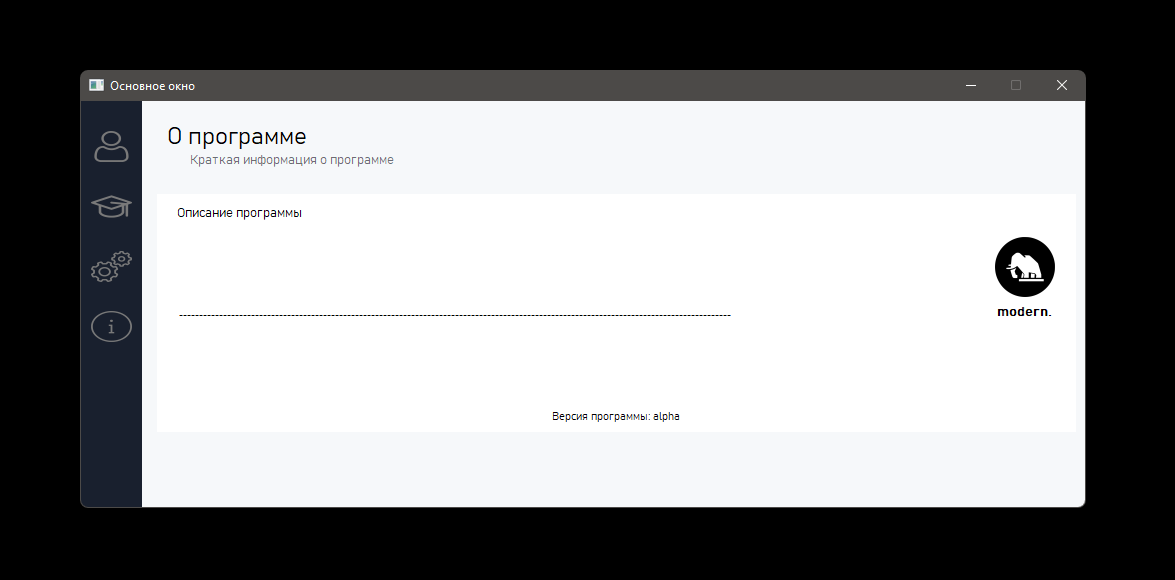 Основное окно
О программе
Краткая информация о программе
Описание программы
modern.
Версия программы: alpha